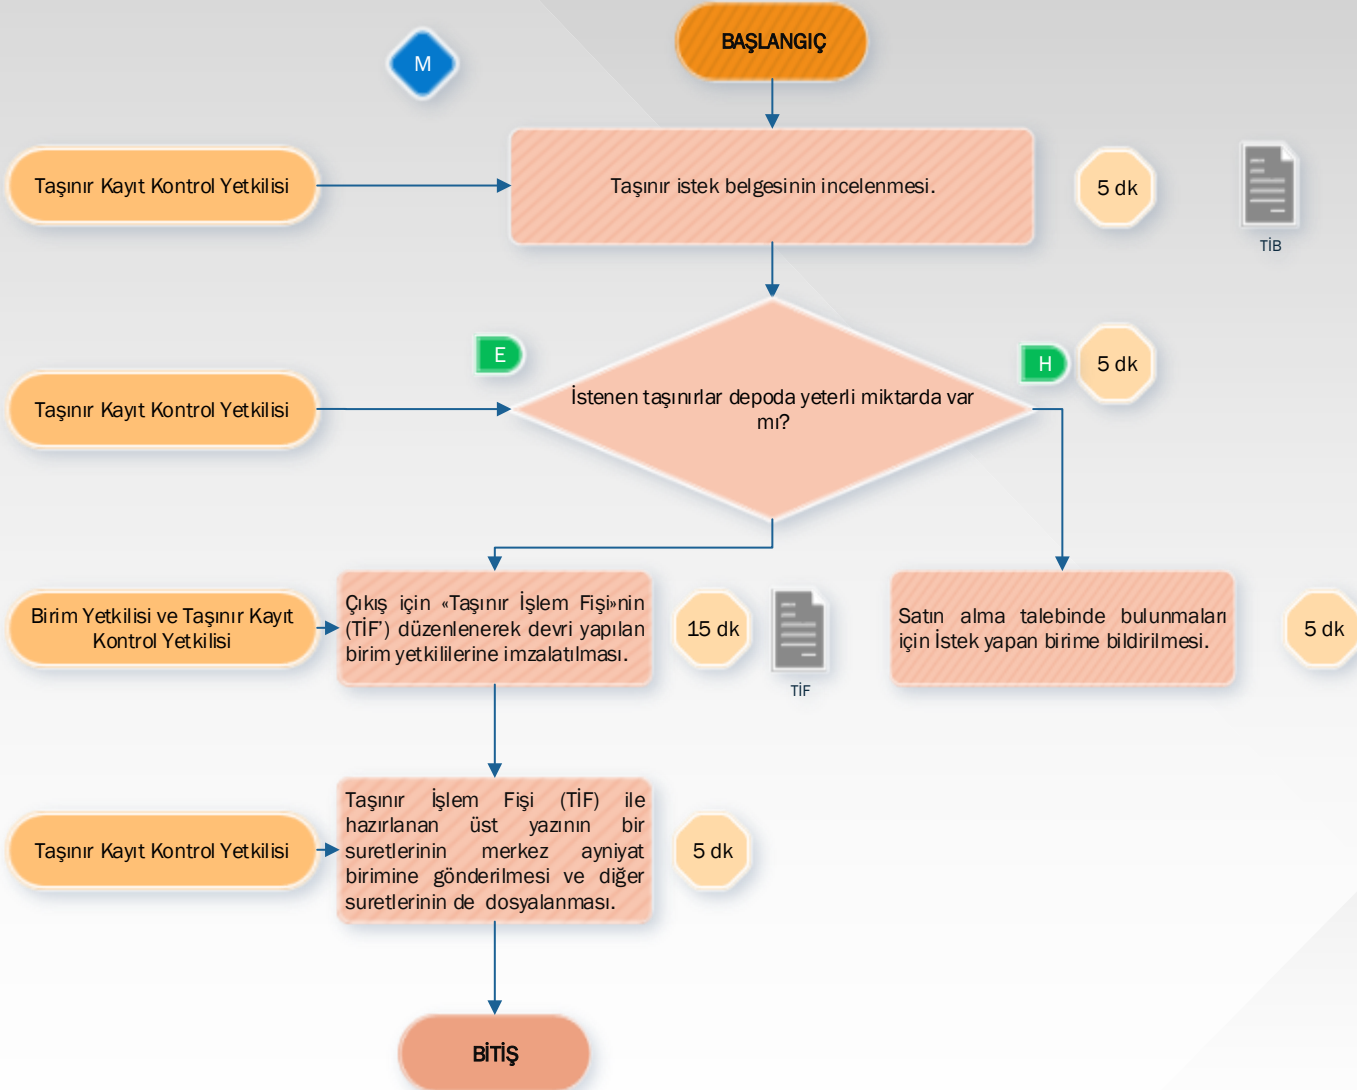 BAŞLANGIÇ
M
Taşınır Kayıt Kontrol Yetkilisi
Taşınır istek belgesinin incelenmesi.
5 dk
TİB
E
H
5 dk
Taşınır Kayıt Kontrol Yetkilisi
İstenen taşınırlar depoda yeterli miktarda var
mı?
Birim Yetkilisi ve Taşınır Kayıt
Kontrol Yetkilisi
Çıkış için «Taşınır İşlem Fişi»nin
(TİF’) düzenlenerek devri yapılan
birim yetkililerine imzalatılması.
15 dk
TİF
Satın alma talebinde bulunmaları
için İstek yapan birime bildirilmesi.
5 dk
Taşınır Kayıt Kontrol Yetkilisi
Taşınır İşlem Fişi (TİF) ile
hazırlanan üst yazının bir
suretlerinin merkez ayniyat
birimine gönderilmesi ve diğer
suretlerinin de dosyalanması.
5 dk
BİTİŞ